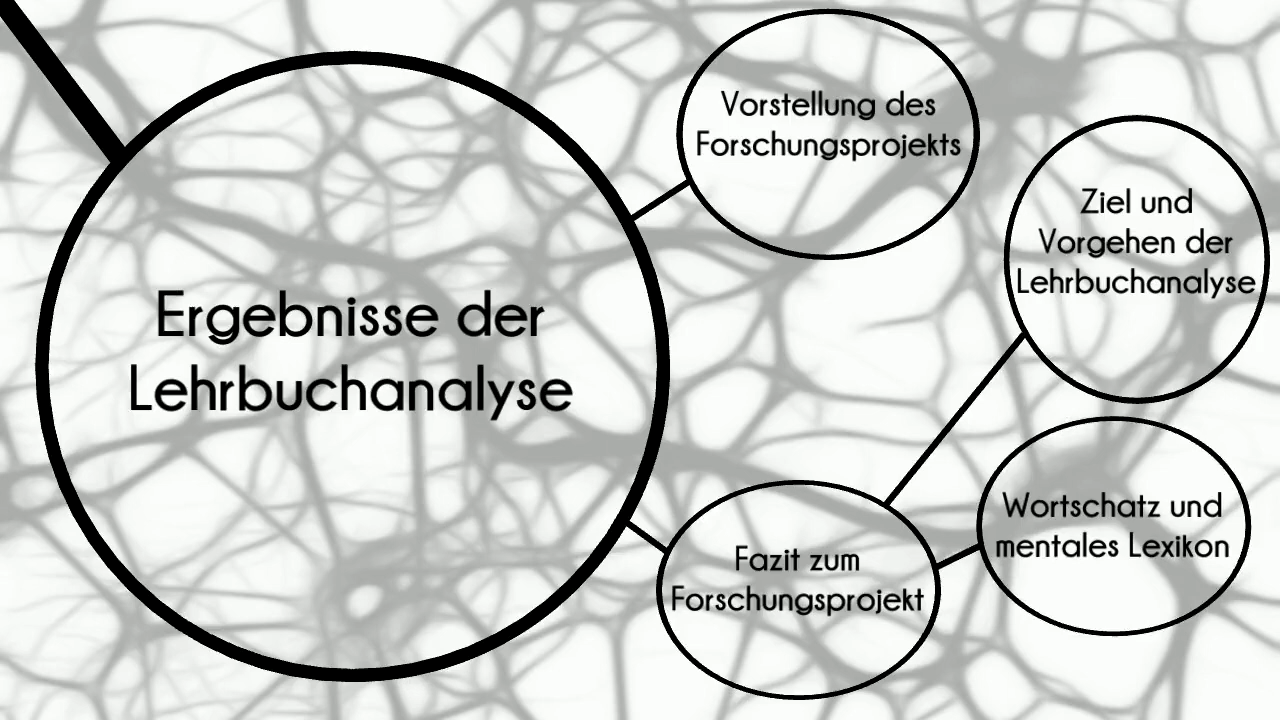 Ergebnisse der
Lehrbuchanalyse
Vorstellung des
Forschungsprojekts
Ziel und
Vorgehen der
Lehrbuchanalyse
Fazit zum
Forschungsprojekt
Wortschatz und
mentales Lexikon